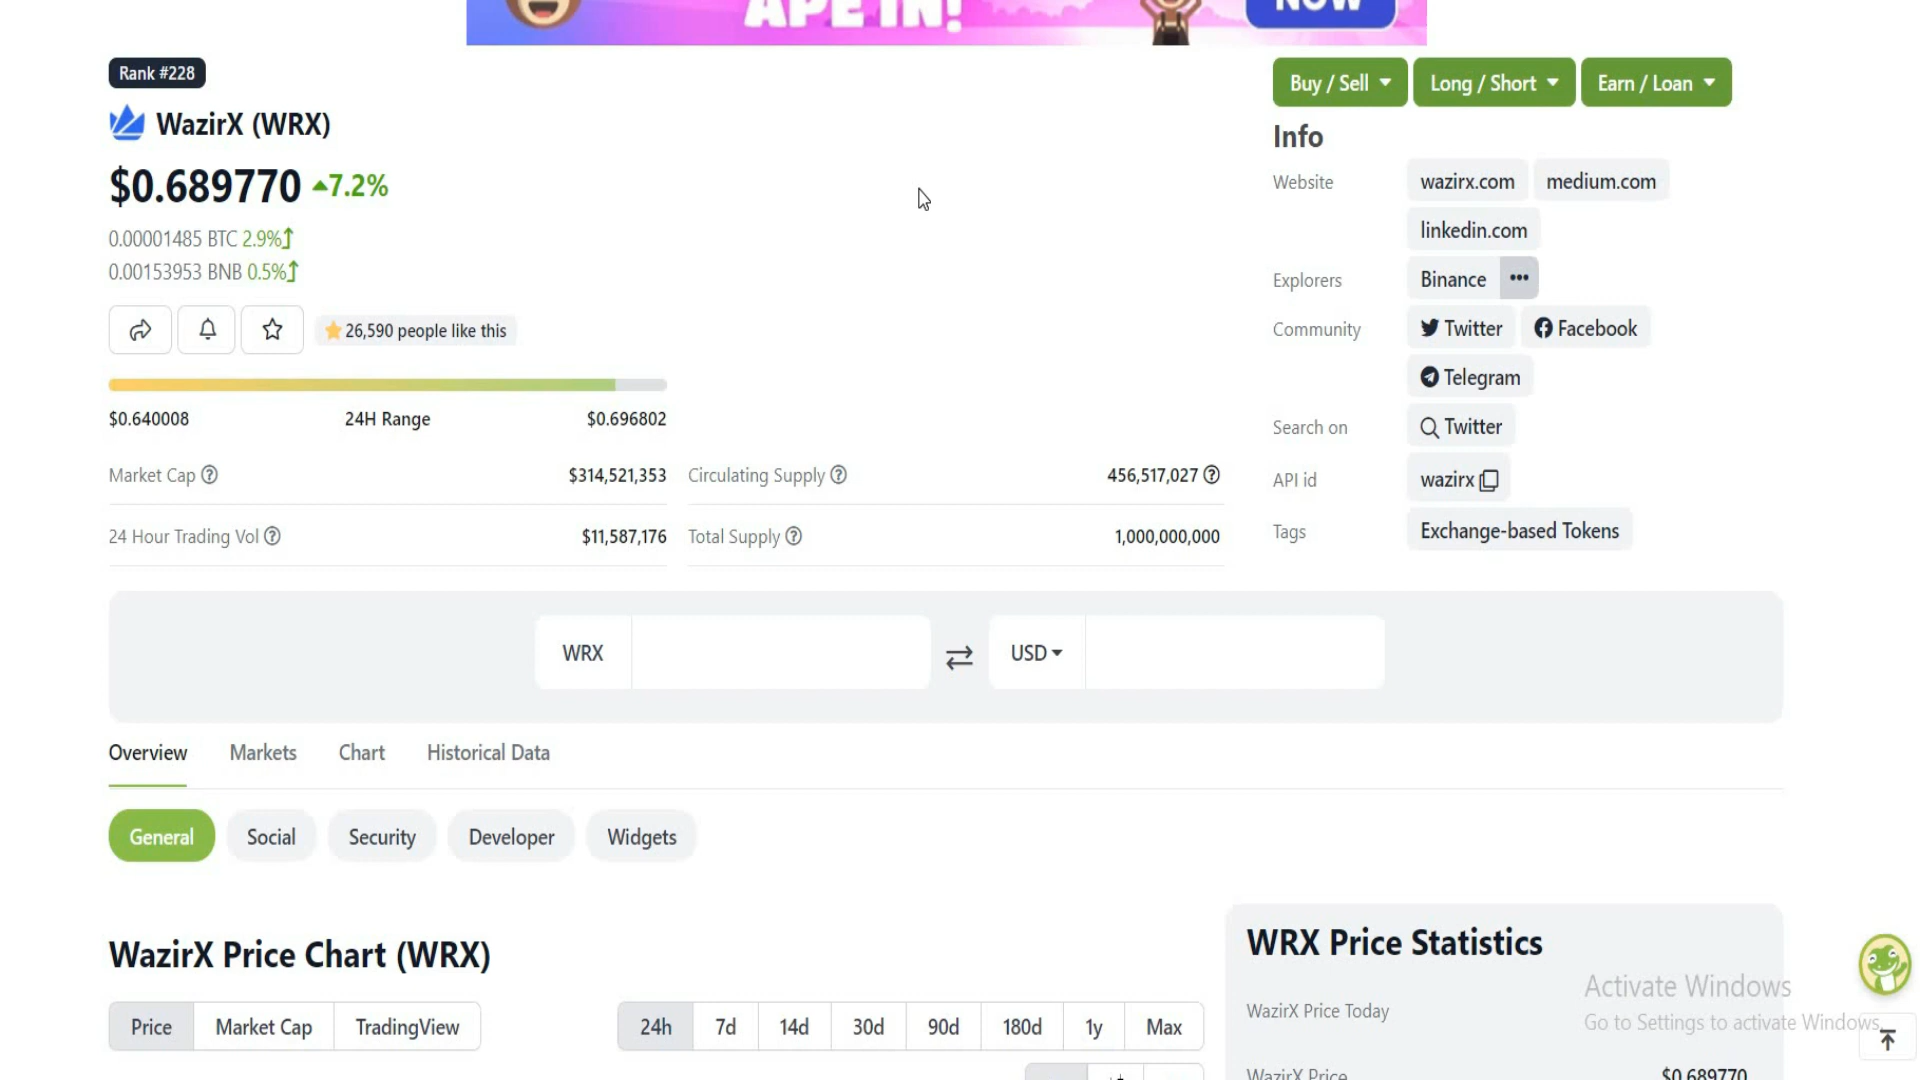 APE IN!
NOW
Rank #228
WazirX (WRX)
$0.689770 7.2%
0.00001485 BTC 2.9%
0.00153953 BNB 0.5%
26,590 people like this
$0.640008 24H Range $0.696802
Market Cap $314,521,353
24 Hour Trading Vol $11,587,176
Circulating Supply 456,517,027
Total Supply 1,000,000,000
Buy / Sell Long / Short Earn / Loan
Info
Website wazirx.com medium.com
linkedin.com
Explorers Binance •••
Community Twitter Facebook
Telegram
Search on Twitter
API id wazirx
Tags Exchange-based Tokens
WRX USD
Overview Markets Chart Historical Data
General Social Security Developer Widgets
WazirX Price Chart (WRX)
Price Market Cap TradingView 24h 7d 14d 30d 90d 180d 1y Max
WRX Price Statistics
WazirX Price Today
WazirX Price $0.689770
Activate Windows
Go to Settings to activate Windows.